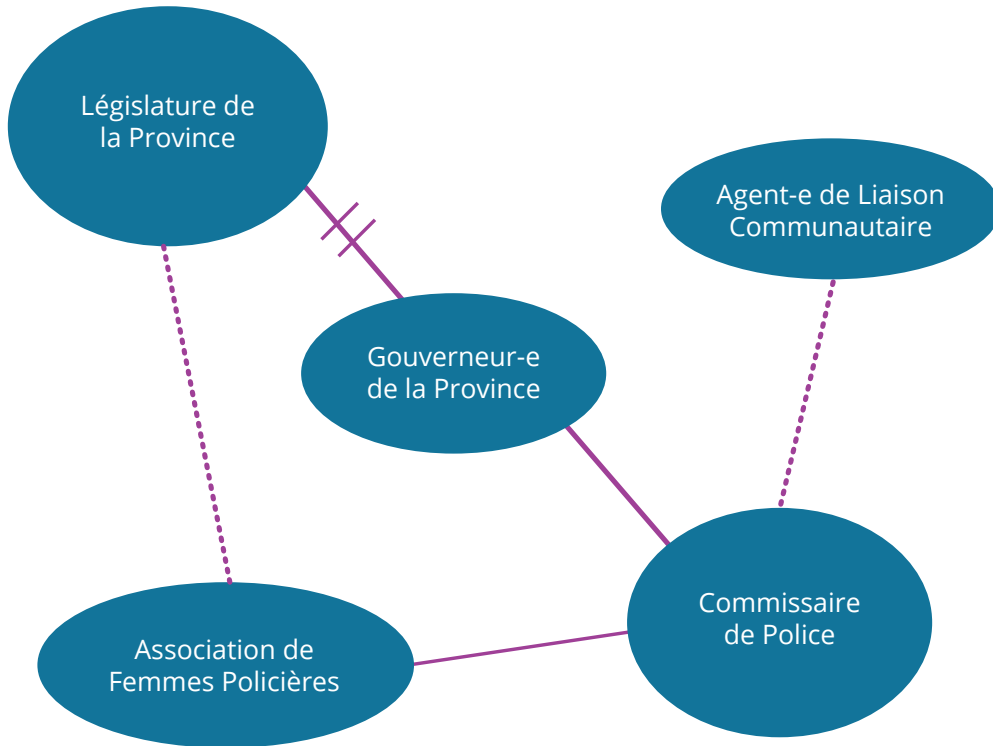 Législature de
la Province
Agent-e de Liaison
Communautaire
Gouverneur-e
de la Province
Commissaire
de Police
Association de
Femmes Policières